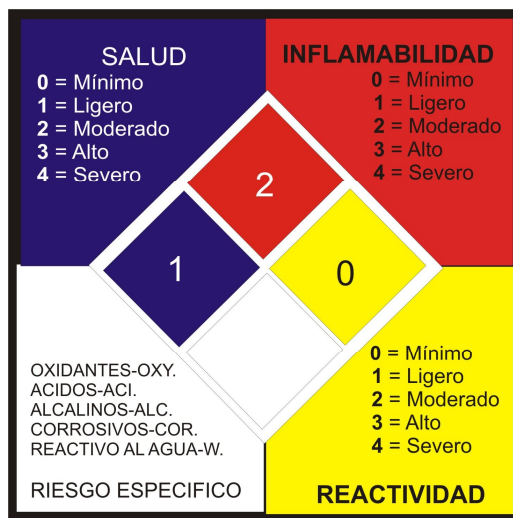 SALUD
0 = Mínimo
1 = Ligero
2 = Moderado
3 = Alto
4 = Severo
INFLAMABILIDAD
0 = Mínimo
1 = Ligero
2 = Moderado
3 = Alto
4 = Severo
2
1
0
OXIDANTES-OXY.
ACIDOS-ACI.
ALCALINOS-ALC.
CORROSIVOS-COR.
REACTIVO AL AGUA-W.
RIESGO ESPECIFICO
0 = Mínimo
1 = Ligero
2 = Moderado
3 = Alto
4 = Severo
REACTIVIDAD